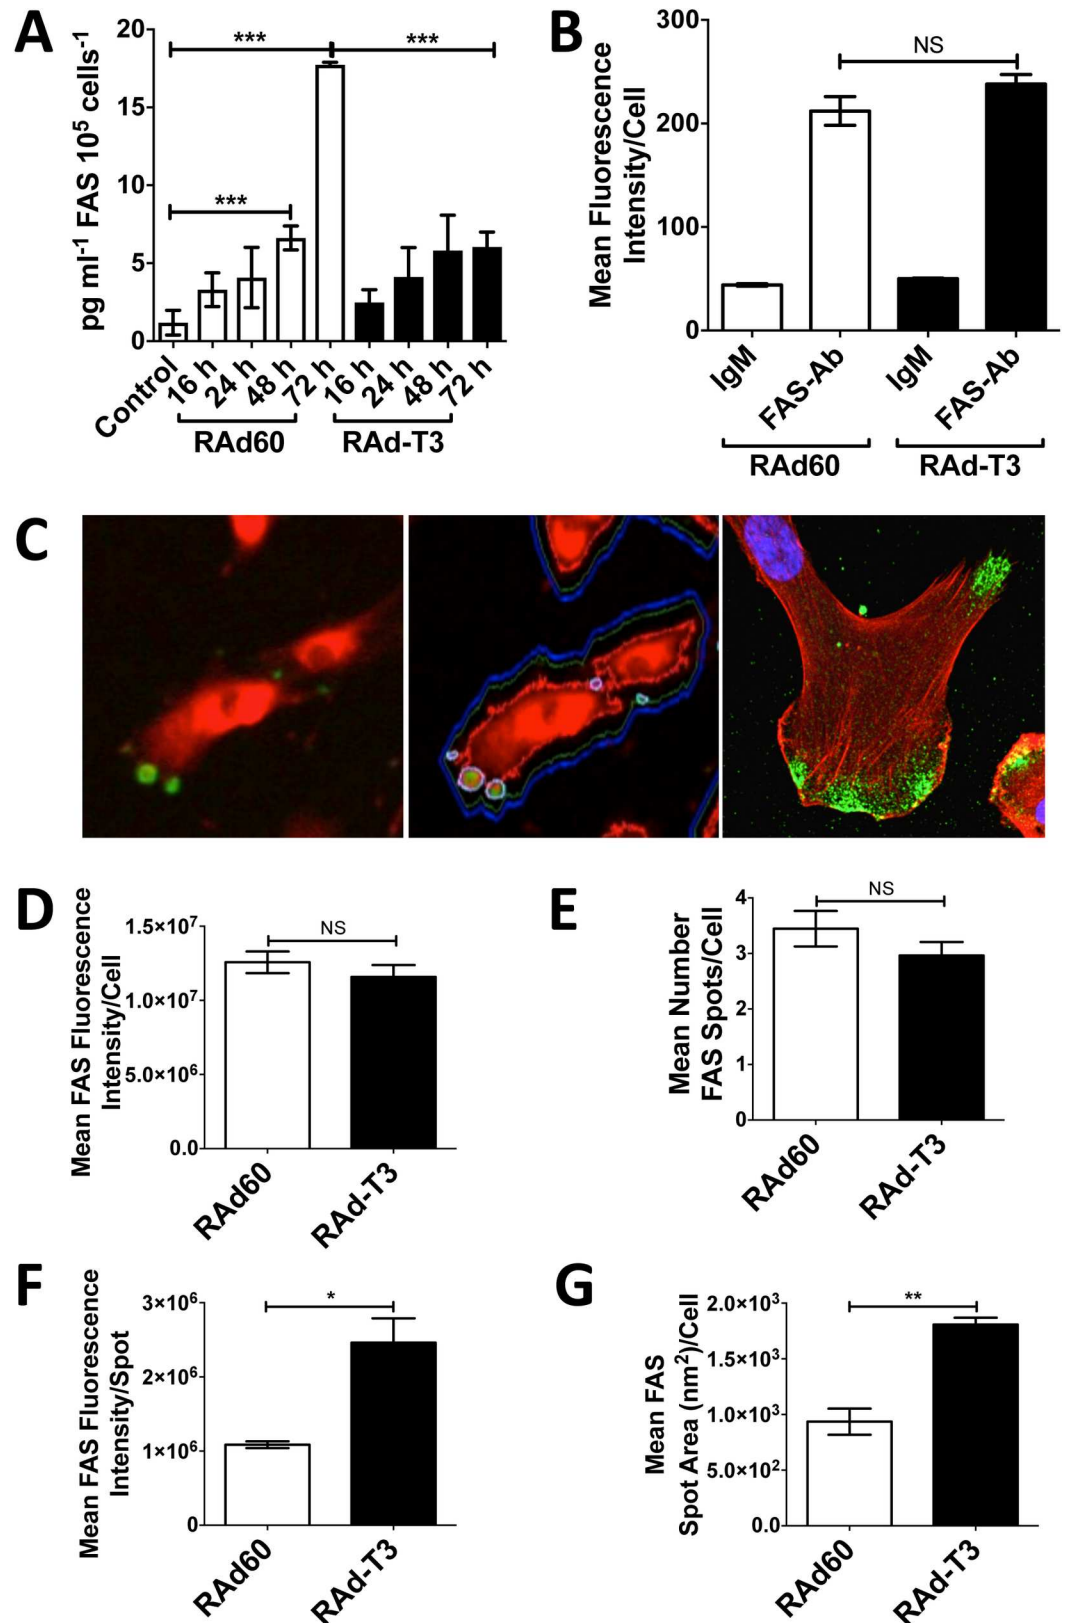 A
pg ml⁻¹ FAS 10⁵ cells⁻¹
20
15
10
5
0
***
***
***
Control
16 h
24 h
48 h
72 h
16 h
24 h
48 h
72 h
RAd60
RAd-T3
B
Mean Fluorescence
Intensity/Cell
300
200
100
0
NS
IgM
FAS-Ab
IgM
FAS-Ab
RAd60
RAd-T3
C
D
Mean FAS Fluorescence
Intensity/Cell
1.5×10⁷
1.0×10⁷
5.0×10⁶
0.0
NS
RAd60
RAd-T3
E
Mean Number
FAS Spots/Cell
4
3
2
1
0
NS
RAd60
RAd-T3
F
Mean FAS Fluorescence
Intensity/Spot
3×10⁶
2×10⁶
1×10⁶
0
*
RAd60
RAd-T3
G
Mean FAS
Spot Area (nm²)/Cell
2.0×10³
1.5×10³
1.0×10³
5.0×10²
0.0
**
RAd60
RAd-T3